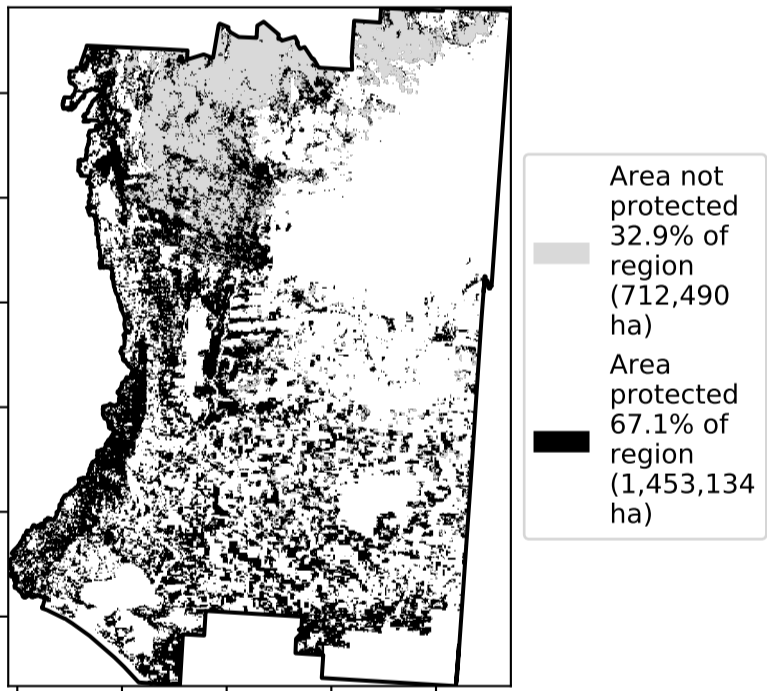 Area not
protected
32.9% of
region
(712,490
ha)
Area
protected
67.1% of
region
(1,453,134
ha)